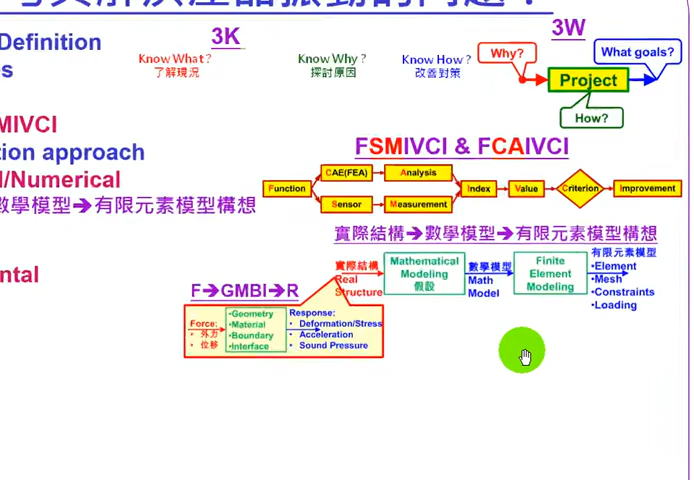 Definition
3K
Know What?
了解現況
Know Why?
探討原因
Know How?
改善對策
3W
Why?
What goals?
Project
How?
MIVCI
tion approach
/Numerical
數學模型➔有限元素模型構想
FSMIVCI & FCAIVCI
Function
CAE(FEA)
Analysis
Sensor
Measurement
Index
Value
Criterion
Improvement
實際結構➔數學模型➔有限元素模型構想
ntal
F➔GMBI➔R
Force:
• 外力
• 位移
•Geometry
•Material
•Boundary
•Interface
Response:
• Deformation/Stress
• Acceleration
• Sound Pressure
實際結構
Real
Structure
Mathematical
Modeling
假設
數學模型
Math
Model
Finite
Element
Modeling
有限元素模型
•Element
•Mesh
•Constraints
•Loading